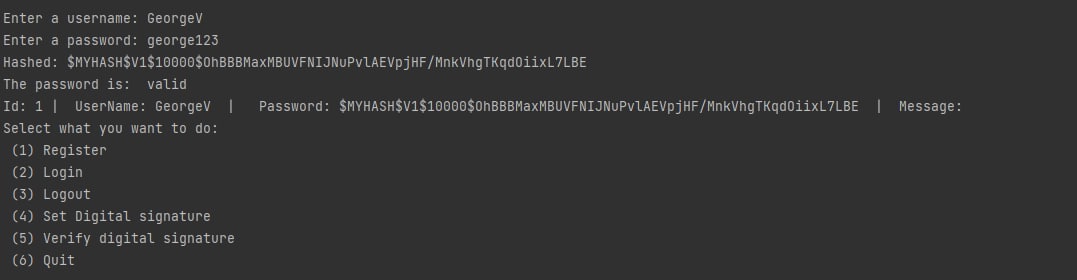 Enter a username: GeorgeV
Enter a password: george123
Hashed: $MYHASH$V1$10000$OhBBBMaxMBUVFNIJNuPvlAEVpjHF/MnkVhgTKqdOiixL7LBE
The password is:  valid
Id: 1 |  UserName: GeorgeV  |   Password: $MYHASH$V1$10000$OhBBBMaxMBUVFNIJNuPvlAEVpjHF/MnkVhgTKqdOiixL7LBE  |  Message:
Select what you want to do:
 (1) Register
 (2) Login
 (3) Logout
 (4) Set Digital signature
 (5) Verify digital signature
 (6) Quit